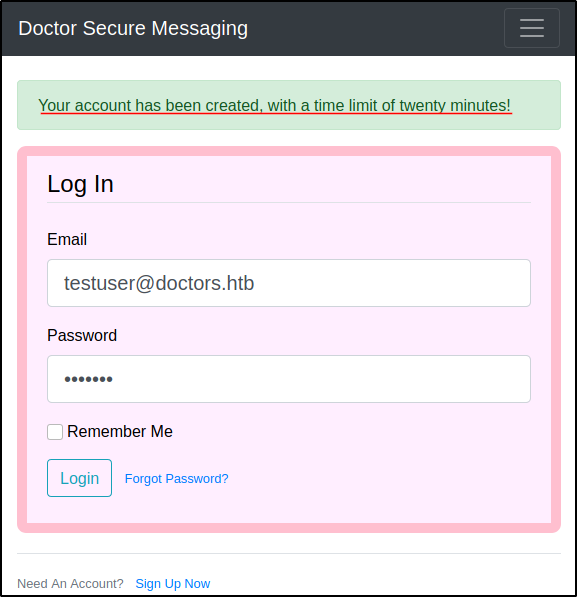 Doctor Secure Messaging
Your account has been created, with a time limit of twenty minutes!
Log In
Email
testuser@doctors.htb
Password
•••••••
Remember Me
Login Forgot Password?
Need An Account? Sign Up Now